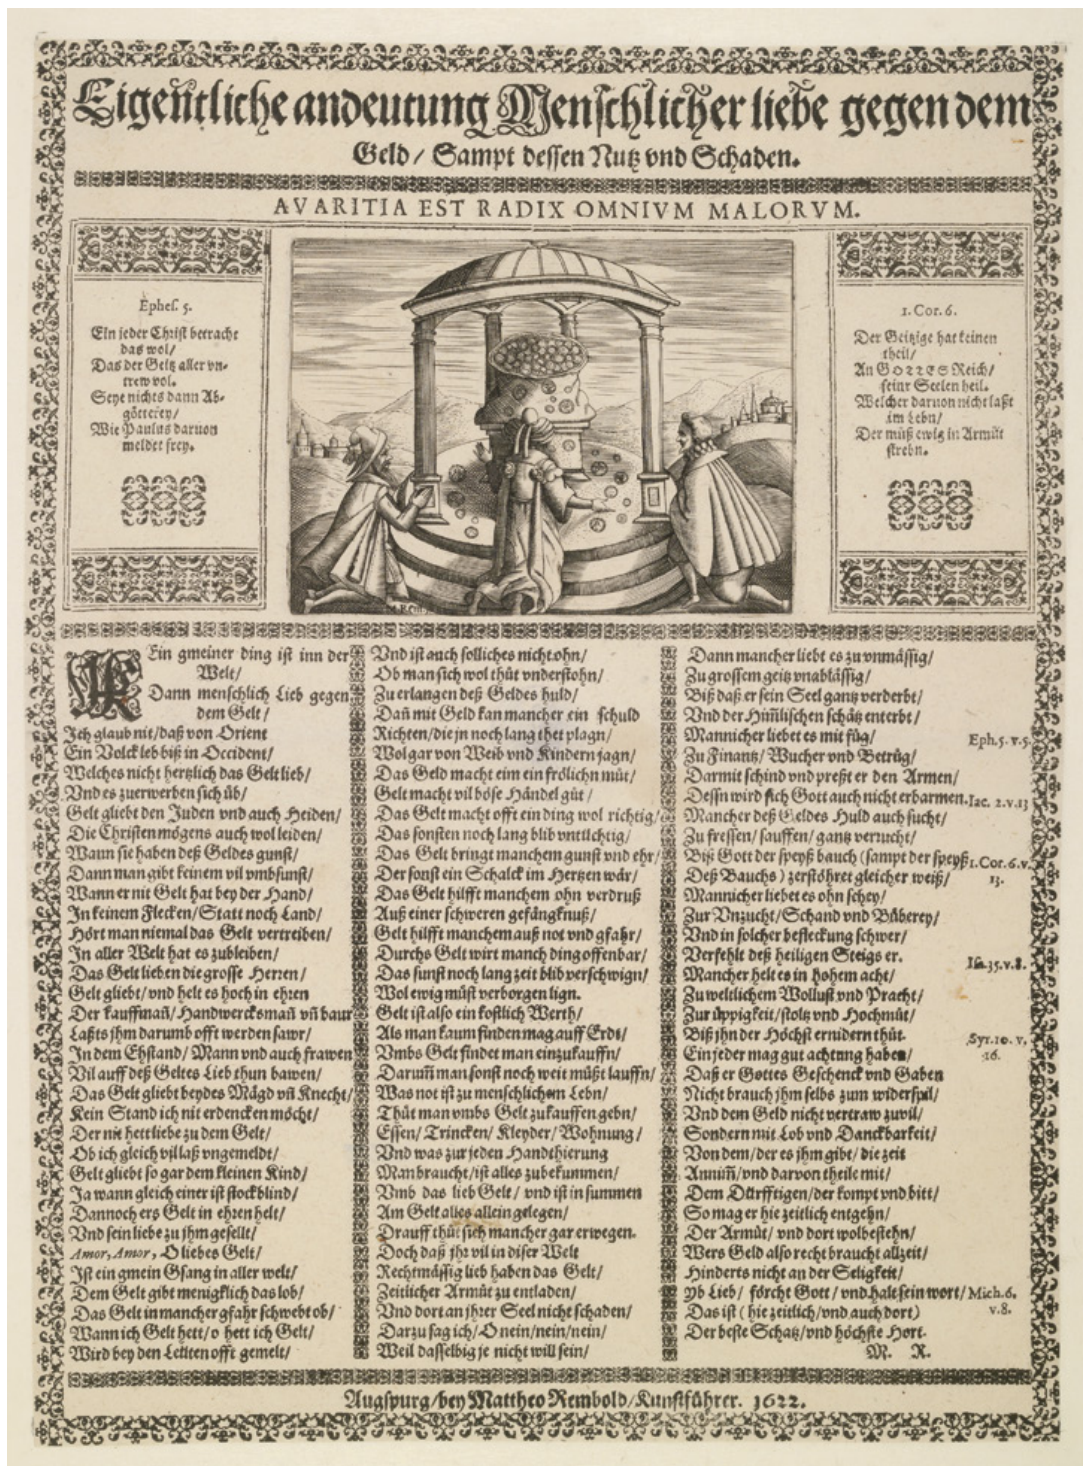 Eigentliche andeutung Menschlicher liebe gegen dem
Geld/ Sampt dessen Nutz vnd Schaden.
AVARITIA EST RADIX OMNIVM MALORVM.
Ephes. 5.
EIn jeder Christ betrache
das wol/
Das der Geitz aller vn-
trew vol.
Seye nichts dann Ab-
götterey/
Wie Paulus daruon
meldet frey.
1. Cor. 6.
Der Geitzige hat keinen
theil/
An GOTTES Reich/
seinr Seelen heil.
Welcher daruon nicht laßt
im Lebn/
Der müß ewig in Armüt
strebn.
KEin gmeiner ding ist inn der
Welt/
Dann menschlich Lieb gegen
dem Gelt/
Ich glaub nit/daß von Orient
Ein Volck leb biß in Occident/
Welches nicht hertzlich das Gelt lieb/
Vnd es zuerwerben sich üb/
Gelt gliebt den Juden vnd auch Heiden/
Die Christen mögens auch wol leiden/
Wann sie haben deß Geldes gunst/
Dann man gibt keinem vil vmbsunst/
Wann er nit Gelt hat bey der Hand/
In keinem Flecken/Statt noch Land/
Hört man niemal das Gelt vertreiben/
In aller Welt hat es zubleiben/
Das Gelt lieben die grosse Herren/
Gelt gliebt/vnd helt es hoch in ehren
Der kauffman̄/Handwercksman̄ vn̄ baur
Laßts jhm darumb offt werden sawr/
In dem Ehstand/Mann vnd auch frawen
Vil auff deß Geltes Lieb thun bawen/
Das Gelt gliebt beydes Mägd vn̄ Knecht/
Kein Stand ich nit erdencken möcht/
Der nit hett liebe zu dem Gelt/
Ob ich gleich vil laß vngemeldt/
Gelt gliebt so gar dem kleinen Kind/
Ja wann gleich einer ist stockblind/
Dannoch ers Gelt in ehren helt/
Vnd sein liebe zu jhm gesellt/
Amor, Amor, O liebes Gelt/
Ist ein gmein Gsang in aller welt/
Dem Gelt gibt menigklich das lob/
Das Gelt in mancher gfahr schwebt ob/
Wann ich Gelt hett/o hett ich Gelt/
Wird bey den Leuten offt gemelt/
Vnd ist auch solliches nicht ohn/
Ob man sich wol thüt vnderstohn/
Zu erlangen deß Geldes huld/
Dan̄ mit Geld kan mancher ein schuld
Richten/die jn noch lang thet plagn/
Wol gar von Weib vnd Kindern jagn/
Das Geld macht eim ein frölichn müt/
Gelt macht vil böse Händel güt/
Das Gelt macht offt ein ding wol richtig/
Das sonsten noch lang blib vntüchtig/
Das Gelt bringt manchem gunst vnd ehr/
Der sonst ein Schalck im Hertzen wär/
Das Gelt hilfft manchem ohn verdruß
Auß einer schweren gefängknuß/
Gelt hilfft manchem auß not vnd gfahr/
Durchs Gelt wirt manch ding offenbar/
Das sunst noch lang zeit blib verschwign/
Wol ewig müst verborgen lign.
Gelt ist also ein kostlich Werth/
Als man kaum finden mag auff Erdt/
Vmbs Gelt findet man einzukauffn/
Darum̄ man sonst noch weit müßt lauffn/
Was not ist zu menschlichem Lebn/
Thüt man vmbs Gelt zukauffen gebn/
Essen/Trincken/Kleyder/Wohnung/
Vnd was zur jeden Handthierung
Man braucht/ist alles zubekummen/
Vmb das lieb Gelt/vnd ist in summen
Am Gelt alles allein gelegen/
Drauff thüt sich mancher gar erwegen.
Doch daß jhr vil in diser Welt
Rechtmässig lieb haben das Gelt/
Zeitlicher Armüt zu entladen/
Vnd dort an jhrer Seel nicht schaden/
Darzu sag ich/O nein/nein/nein/
Weil dasselbig je nicht will sein/
Dann mancher liebt es zu vnmässig/
Zu grossem geitz vnablässig/
Biß daß er sein Seel gantz verderbt/
Vnd der Him̄lischen schätz enterbt/
Mannicher liebet es mit füg/
Zu Finantz/Wucher vnd Betrüg/
Eph. 5. v. 5.
Darmit schind vnd preßt er den Armen/
Dessn wird sich Gott auch nicht erbarmen.
Iac. 2. v. 13
Mancher deß Geldes Huld auch sucht/
Zu fressen/sauffen/gantz verrucht/
Biß Gott der speyß bauch (sampt der speyß
1. Cor. 6. v.
13.
Deß Bauchs) zerstöhret gleicher weiß/
Mannicher liebet es ohn schey/
Zur Vnzucht/Schand vnd Büberey/
Vnd in solcher befleckung schwer/
Verfehlt deß heiligen Steigs er.
Isa. 35. v. 8.
Mancher helt es in hohem acht/
Zu weltlichem Wollust vnd Pracht/
Zur üppigkeit/stoltz vnd Hochmüt/
Biß jhn der Höchst ernidern thüt.
Syr. 10. v.
16.
Ein jeder mag gut achtung haben/
Daß er Gottes Geschenck vnd Gaben
Nicht brauch jhm selbs zum widerspil/
Vnd dem Geld nicht vertraw zuvil/
Sondern mit Lob vnd Danckbarkeit/
Von dem/der es jhm gibt/die zeit
Annim̄/vnd darvon theile mit/
Dem Dürfftigen/der kompt vnd bitt/
So mag er hie zeitlich entgehn/
Der Armüt/vnd dort wol bestehn/
Wers Geld also recht braucht allzeit/
Hinderts nicht an der Seligkeit/
Yb Lieb/ förcht Gott/vnd halt sein wort/
Mich. 6.
v. 8.
Das ist (hie zeitlich/vnd auch dort)
Der beste Schatz/vnd höchste Hort.
M. R.
Augspurg/bey Mattheo Rembold/Kunstführer. 1622.